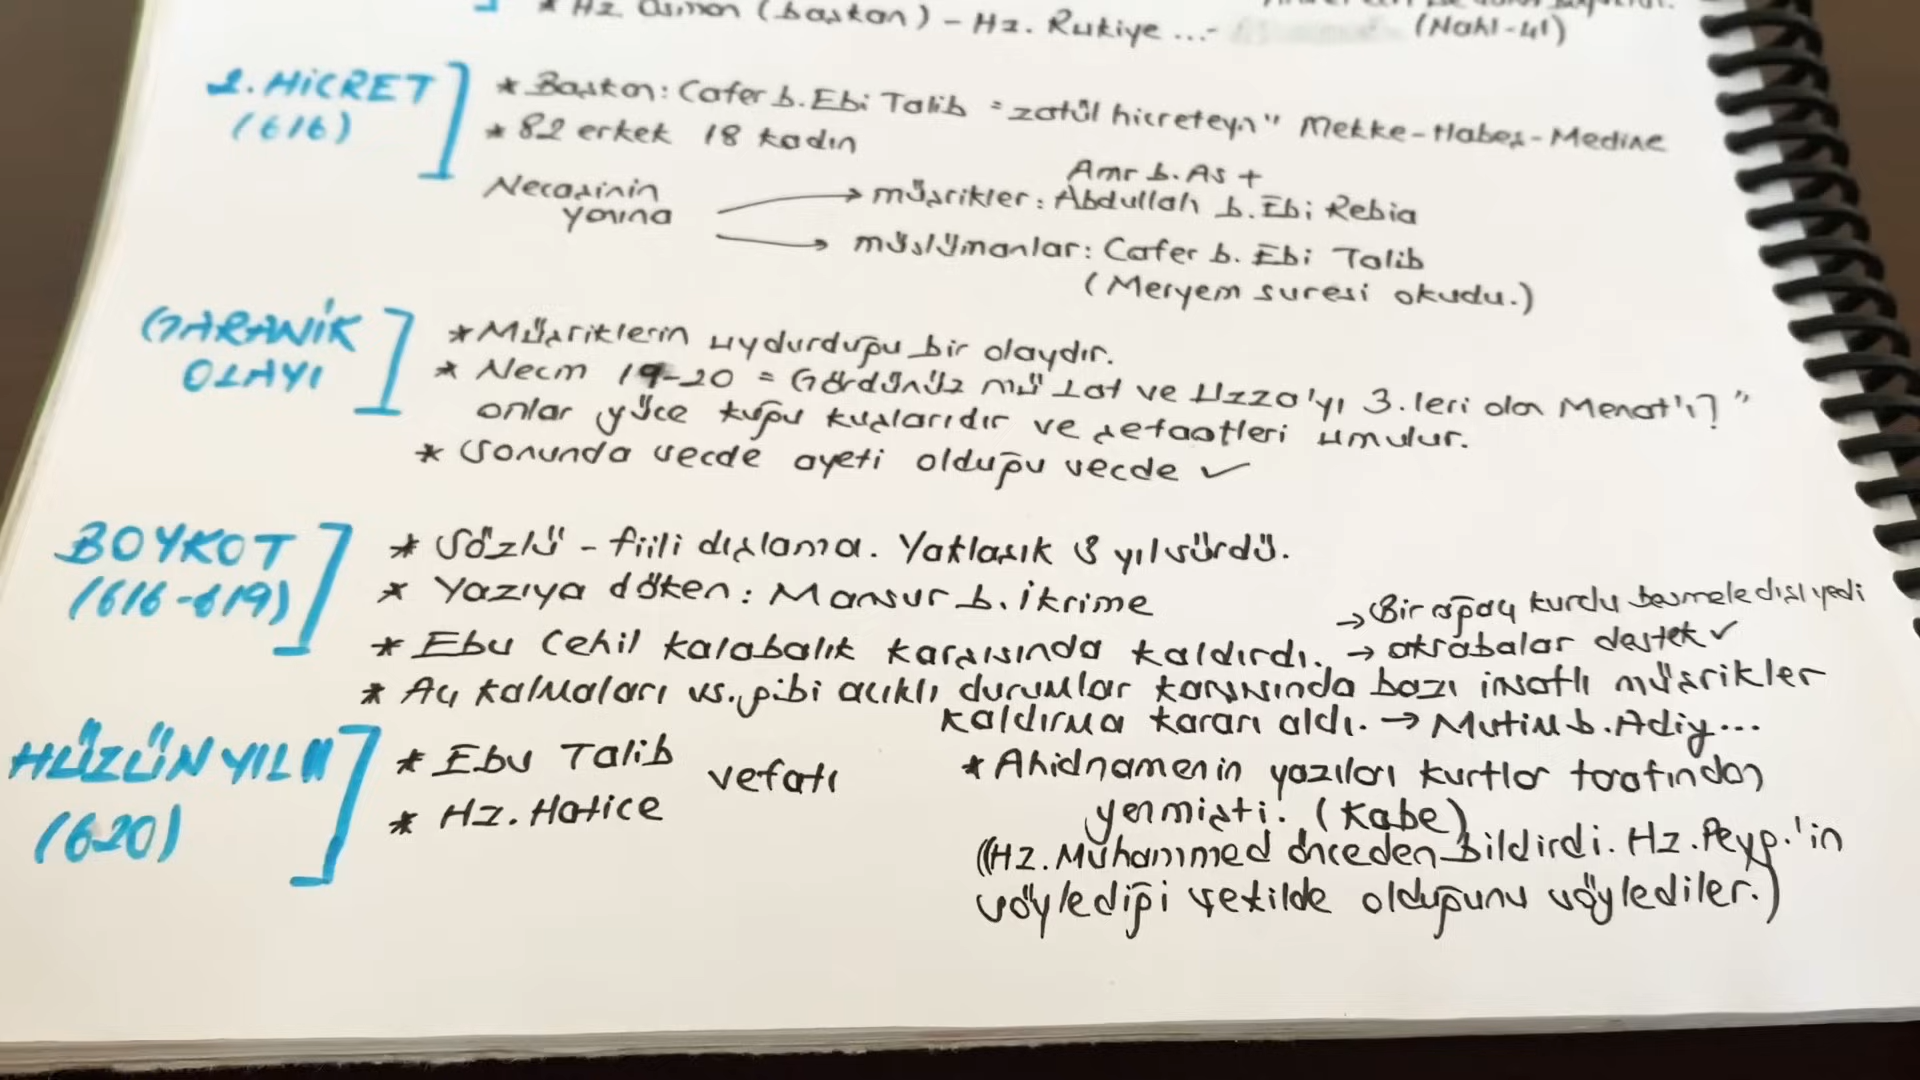 * Hz. Osman (başkan) - Hz. Rukiye ...-
(Nahl-41)
2. HİCRET
(616)
* Başkan: Cafer b. Ebi Talib "zatül hicreteyn" Mekke-Habeş-Medine
* 82 erkek 18 kadın
Necaşinin
yanına
Amr b. As +
müşrikler: Abdullah b. Ebi Rebia
müslümanlar: Cafer b. Ebi Talib
(Meryem suresi okudu.)
GARANİK
OLAYI
* Müşriklerin uydurduğu bir olaydır.
* Necm 19-20 = Gördünüz mü Lat ve Uzza'yı 3.leri olan Menat'ı? "
onlar yüce kuğu kuşlarıdır ve şefaatleri umulur.
* Sonunda secde ayeti olduğu secde ✓
BOYKOT
(616-619)
* Sözlü - fiili dışlama. Yaklaşık 3 yıl sürdü.
* Yazıya döken: Mansur b. İkrime
→ Bir ağaç kurdu besmele dışı yedi
* Ebu Cehil kalabalık karşısında kaldırdı. → akrabalar destek ✓
* Aç kalmaları vs. gibi acıklı durumlar karşısında bazı insaflı müşrikler
kaldırma kararı aldı. → Mutim b. Adiy...
HÜZÜN YILI
(620)
* Ebu Talib
* Hz. Hatice
vefatı
* Ahidnamenin yazıları kurtlar tarafından
yenmişti. (Kabe)
((Hz. Muhammed önceden bildirdi. Hz. Peyg.'in
söylediği şekilde olduğunu söylediler.)